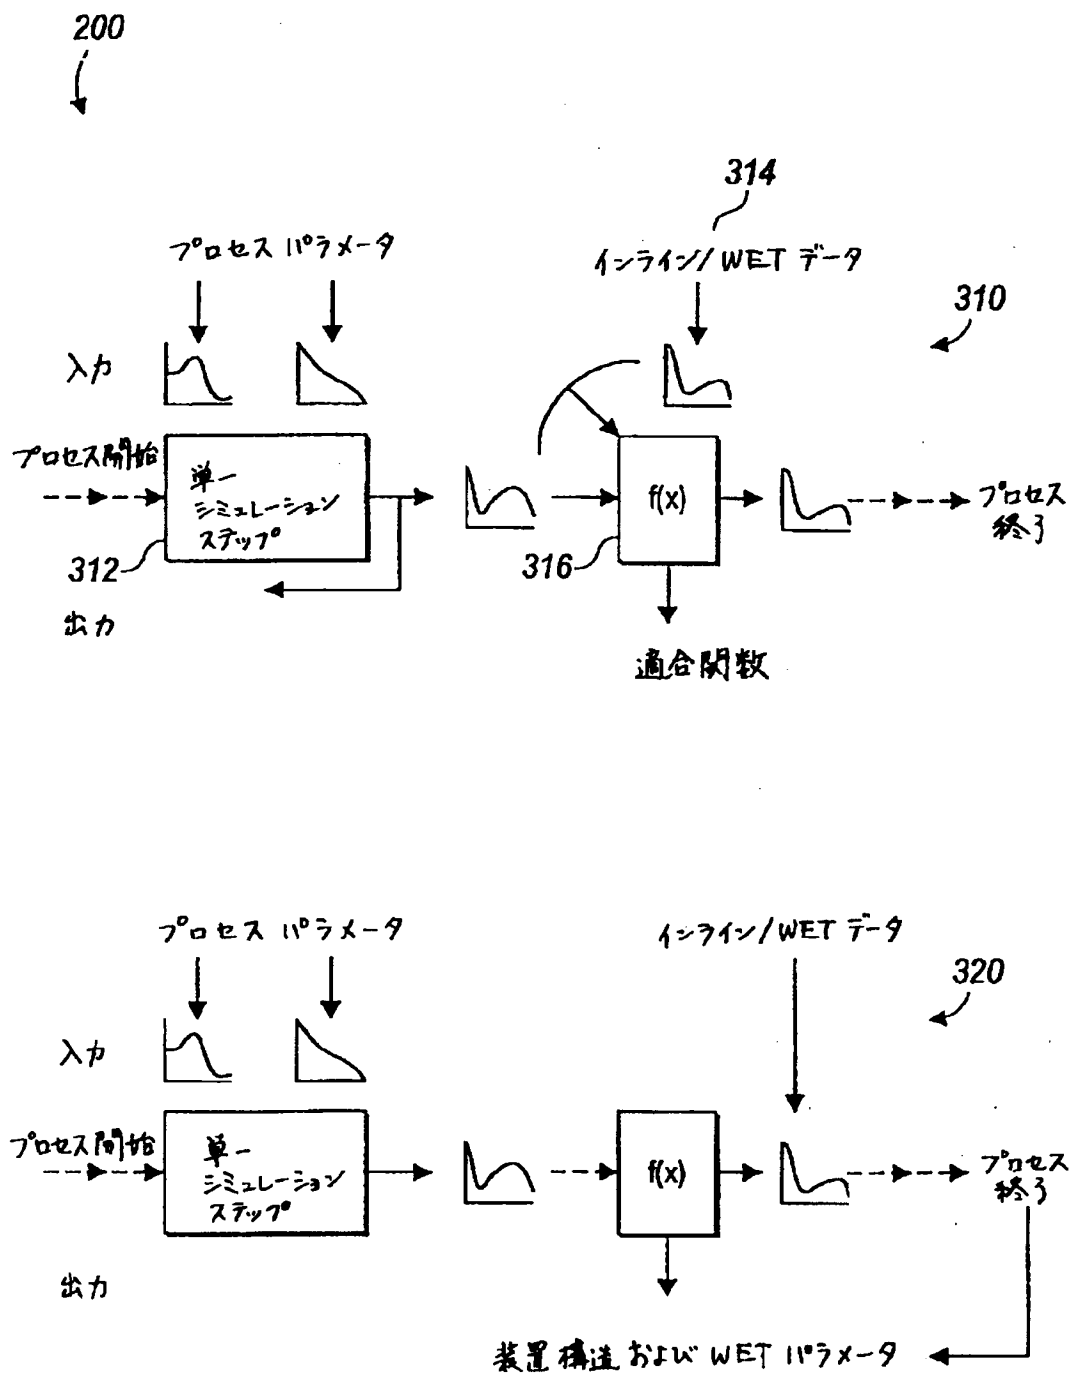 200
314
プロセス パラメータ
インライン/WET データ
310
入力
プロセス開始
単一
シミュレーション
ステップ
f(x)
プロセス
終了
312
316
出力
適合関数
プロセス パラメータ
インライン/WET データ
320
入力
プロセス開始
単一
シミュレーション
ステップ
f(x)
プロセス
終了
出力
装置構造および WET パラメータ